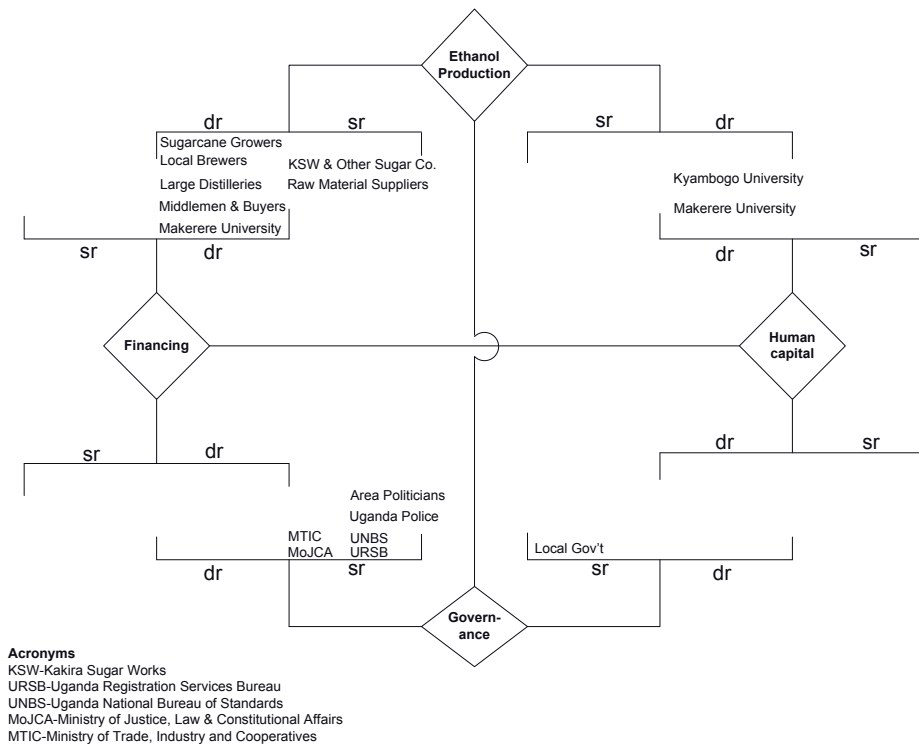 Ethanol
Production
dr
sr
sr
dr
Sugarcane Growers
Local Brewers
Large Distilleries
Middlemen & Buyers
Makerere University
KSW & Other Sugar Co.
Raw Material Suppliers
Kyambogo University
Makerere University
sr
dr
dr
sr
Financing
Human
capital
sr
dr
dr
sr
Area Politicians
Uganda Police
MTIC
UNBS
MoJCA
URSB
Local Gov't
dr
sr
sr
dr
Govern-
ance
Acronyms
KSW-Kakira Sugar Works
URSB-Uganda Registration Services Bureau
UNBS-Uganda National Bureau of Standards
MoJCA-Ministry of Justice, Law & Constitutional Affairs
MTIC-Ministry of Trade, Industry and Cooperatives